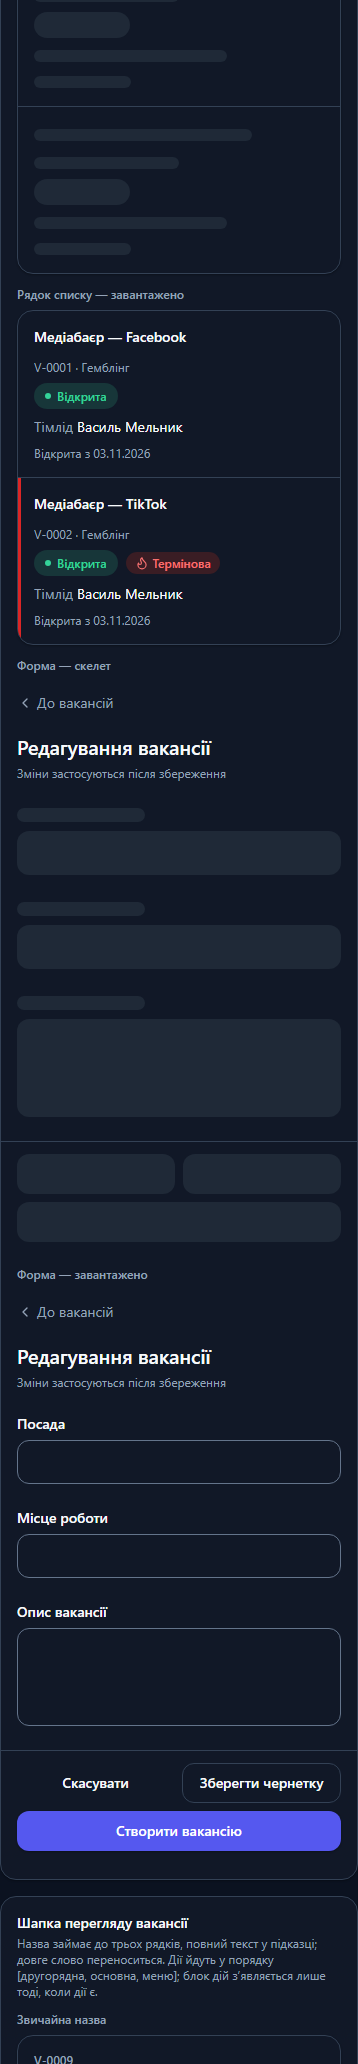 Рядок списку — завантажено
Медіабаєр — Facebook
V-0001 · Гемблінг
Відкрита
Тімлід Василь Мельник
Відкрита з 03.11.2026
Медіабаєр — TikTok
V-0002 · Гемблінг
Відкрита Термінова
Тімлід Василь Мельник
Відкрита з 03.11.2026
Форма — скелет
До вакансій
Редагування вакансії
Зміни застосуються після збереження
Форма — завантажено
До вакансій
Редагування вакансії
Зміни застосуються після збереження
Посада
Місце роботи
Опис вакансії
Скасувати Зберегти чернетку
Створити вакансію
Шапка перегляду вакансії
Назва займає до трьох рядків, повний текст у підказці;
довге слово переноситься. Дії йдуть у порядку
[другорядна, основна, меню]; блок дій зʼявляється лише
тоді, коли дії є.
Звичайна назва
V-0009